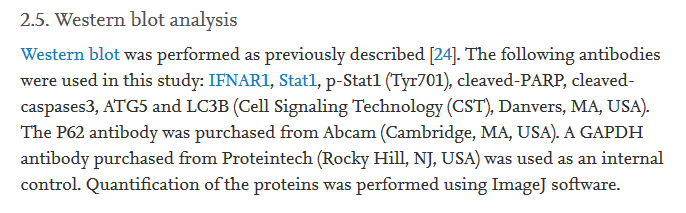 2.5. Western blot analysis
Western blot was performed as previously described [24]. The following antibodies
were used in this study: IFNAR1, Stat1, p-Stat1 (Tyr701), cleaved-PARP, cleaved-
caspases3, ATG5 and LC3B (Cell Signaling Technology (CST), Danvers, MA, USA).
The P62 antibody was purchased from Abcam (Cambridge, MA, USA). A GAPDH
antibody purchased from Proteintech (Rocky Hill, NJ, USA) was used as an internal
control. Quantification of the proteins was performed using ImageJ software.